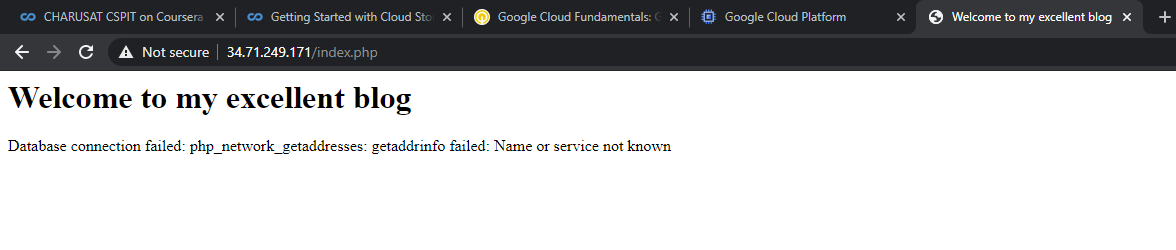 CHARUSAT CSPIT on Coursera
Getting Started with Cloud Sto
Google Cloud Fundamentals: G
Google Cloud Platform
Welcome to my excellent blog
Not secure
34.71.249.171/index.php
Welcome to my excellent blog
Database connection failed: php_network_getaddresses: getaddrinfo failed: Name or service not known